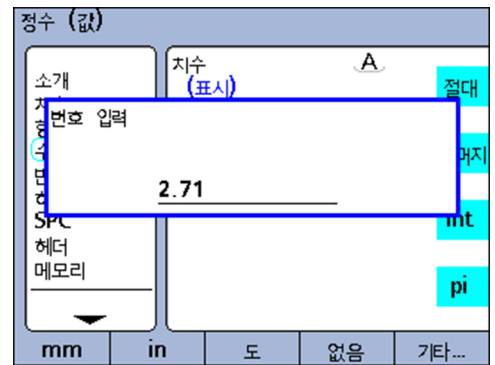 정수 (값)
소개
치수
A
(표시)
절대
번호 입력
2.71
SPC
int
헤더
메모리
pi
mm
in
도
없음
기타...